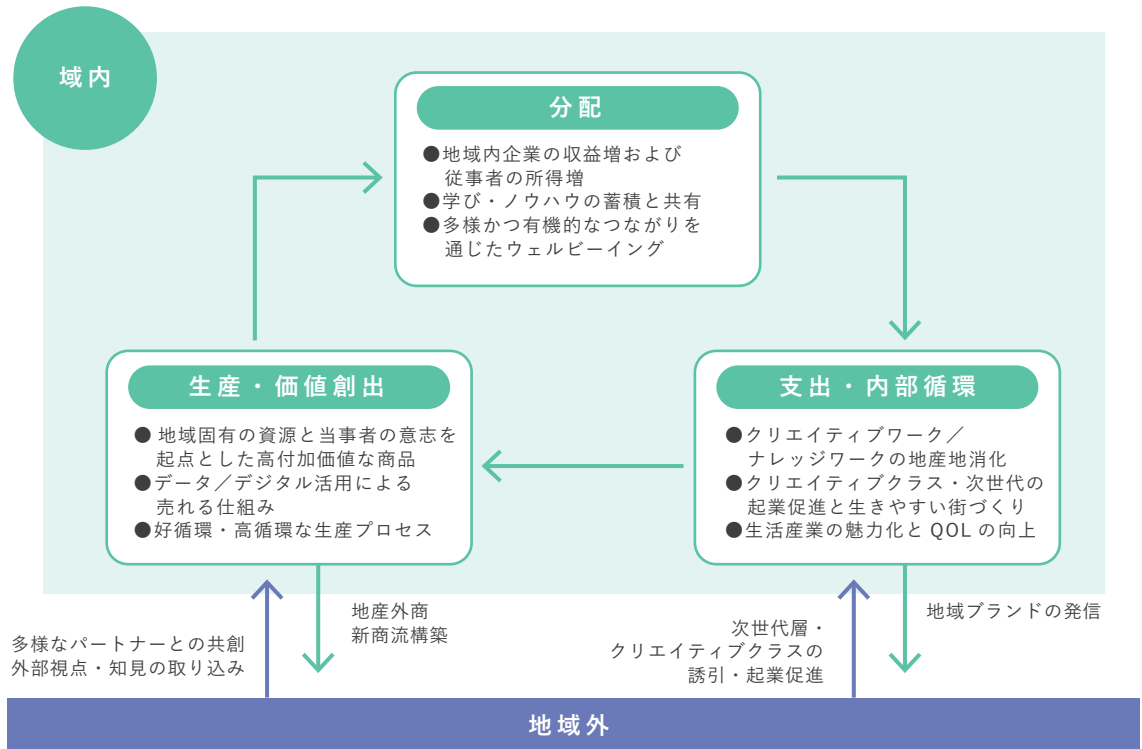 域内
分配
●地域内企業の収益増および
従事者の所得増
●学び・ノウハウの蓄積と共有
●多様かつ有機的なつながりを
通じたウェルビーイング
生産・価値創出
● 地域固有の資源と当事者の意志を
起点とした高付加価値な商品
●データ／デジタル活用による
売れる仕組み
●好循環・高循環な生産プロセス
支出・内部循環
●クリエイティブワーク／
ナレッジワークの地産地消化
●クリエイティブクラス・次世代の
起業促進と生きやすい街づくり
●生活産業の魅力化と QOL の向上
多様なパートナーとの共創
外部視点・知見の取り込み
地産外商
新商流構築
次世代層・
クリエイティブクラスの
誘引・起業促進
地域ブランドの発信
地域外